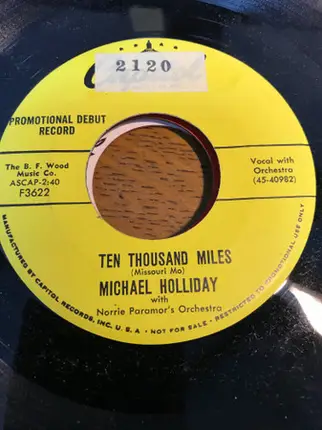 2120
PROMOTIONAL DEBUT
RECORD
The B. F. Wood
Music Co.
ASCAP-2:40
F3622
Vocal with
Orchestra
(45-40982)
TEN THOUSAND MILES
(Missouri Mo)
MICHAEL HOLLIDAY
with
Norrie Paramor's Orchestra
MANUFACTURED BY CAPITOL RECORDS, INC. U. S. A. • NOT FOR SALE • RESTRICTED TO PROMOTIONAL USE ONLY